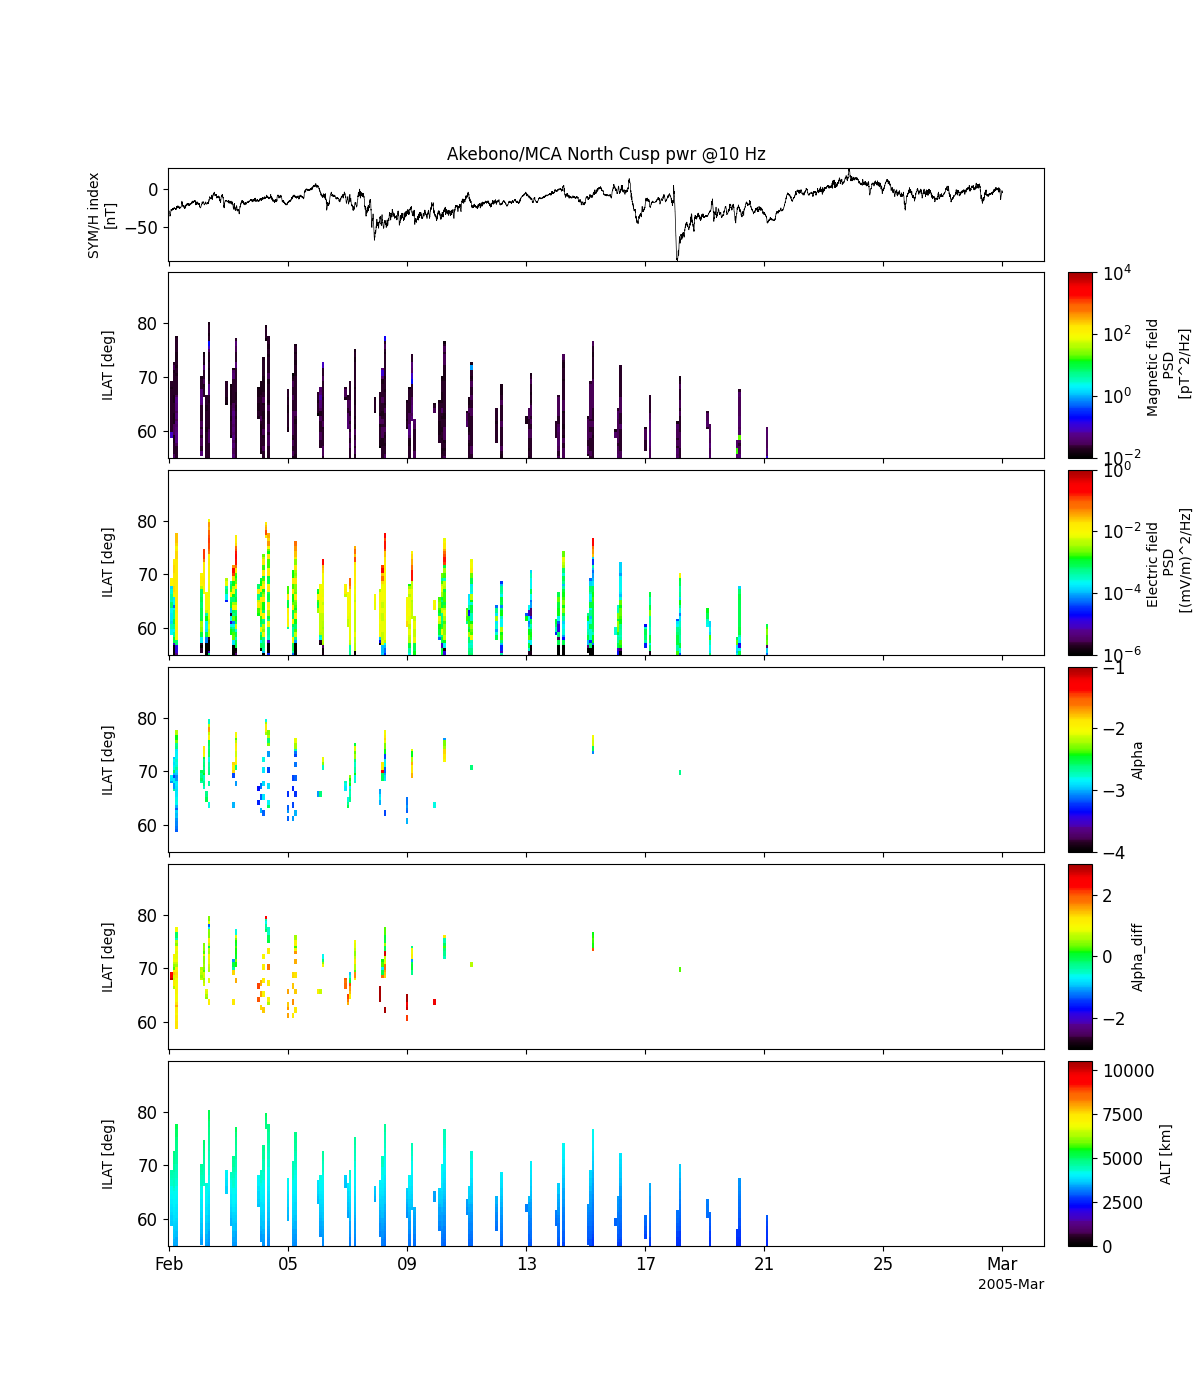 Akebono/MCA North Cusp pwr @10 Hz
SYM/H index
[nT]
0
−50
ILAT [deg]
80
70
60
10^4
10^2
10^0
10^-2
Magnetic field
PSD
[pT^2/Hz]
ILAT [deg]
80
70
60
10^0
10^-2
10^-4
10^-6
Electric field
PSD
[(mV/m)^2/Hz]
ILAT [deg]
80
70
60
−1
−2
−3
−4
Alpha
ILAT [deg]
80
70
60
2
0
−2
Alpha_diff
ILAT [deg]
80
70
60
10000
7500
5000
2500
0
ALT [km]
Feb 05 09 13 17 21 25 Mar
2005-Mar